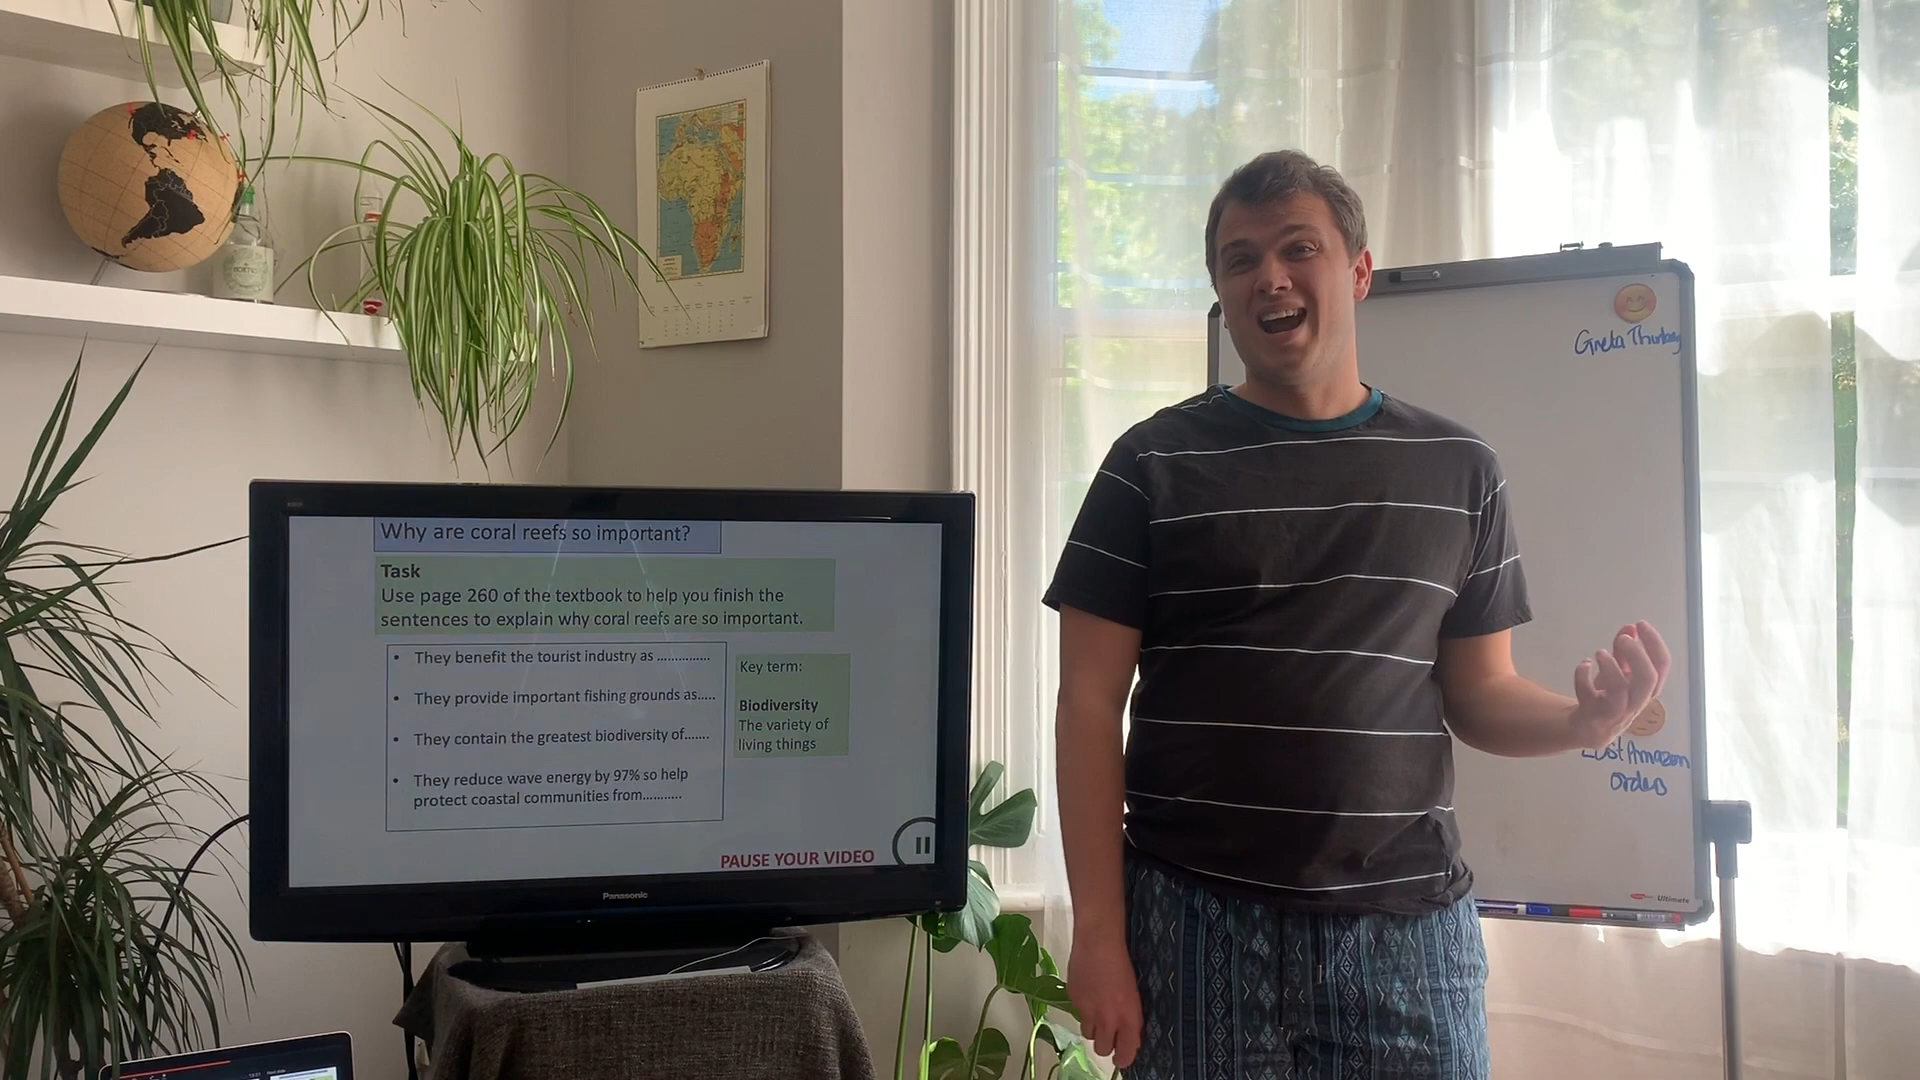 Why are coral reefs so important?
Task
Use page 260 of the textbook to help you finish the
sentences to explain why coral reefs are so important.
• They benefit the tourist industry as ...............
• They provide important fishing grounds as.....
• They contain the greatest biodiversity of.......
• They reduce wave energy by 97% so help
protect coastal communities from...........
Key term:
Biodiversity
The variety of
living things
PAUSE YOUR VIDEO
Panasonic
Greta Thunberg
Lost Amazon
orders
Ultimate